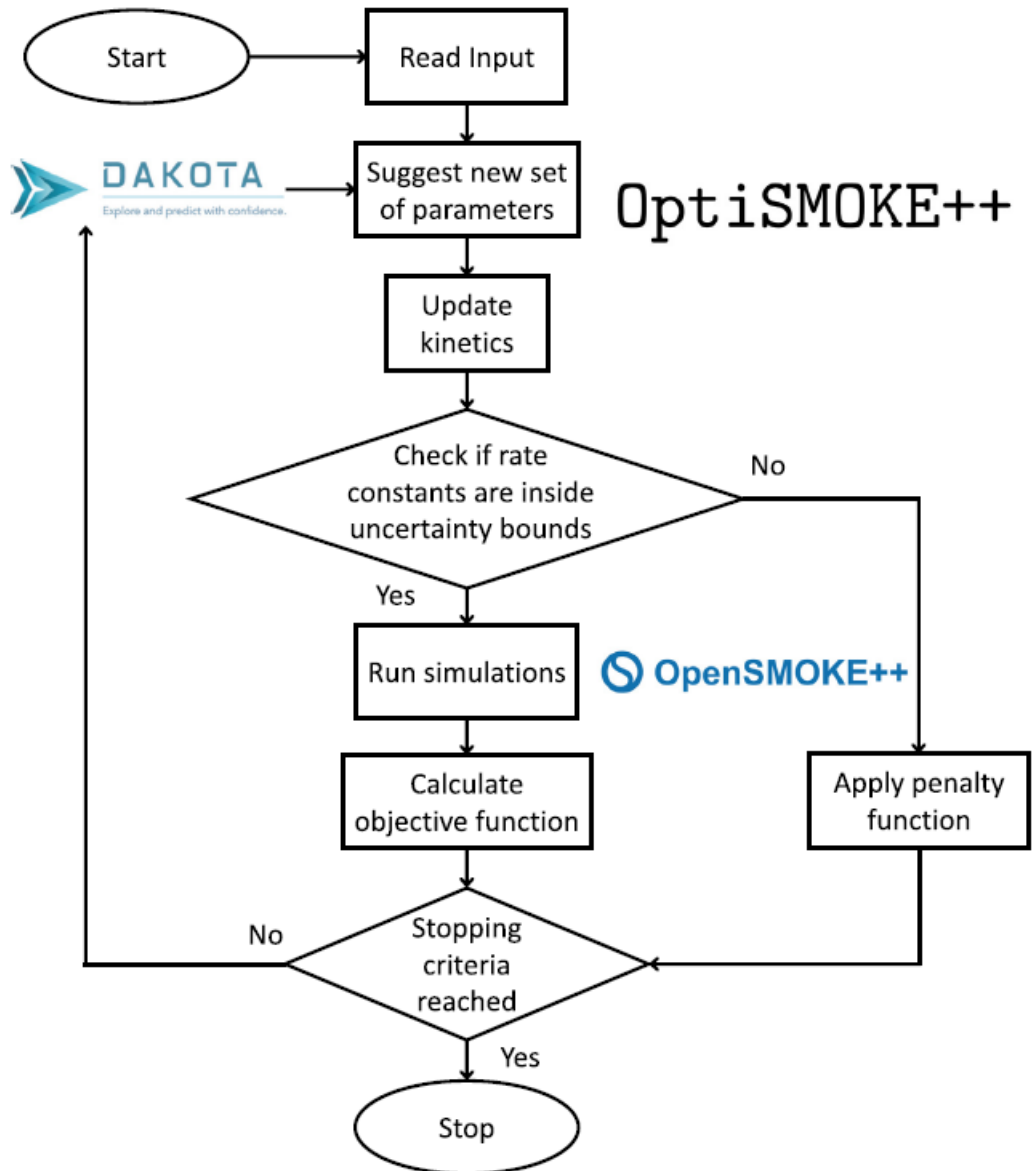 Start
Read Input
DAKOTA
Explore and predict with confidence.
Suggest new set
of parameters
OptiSMOKE++
Update
kinetics
Check if rate
constants are inside
uncertainty bounds
No
Yes
Run simulations
OpenSMOKE++
Calculate
objective function
Apply penalty
function
No
Stopping
criteria
reached
Yes
Stop